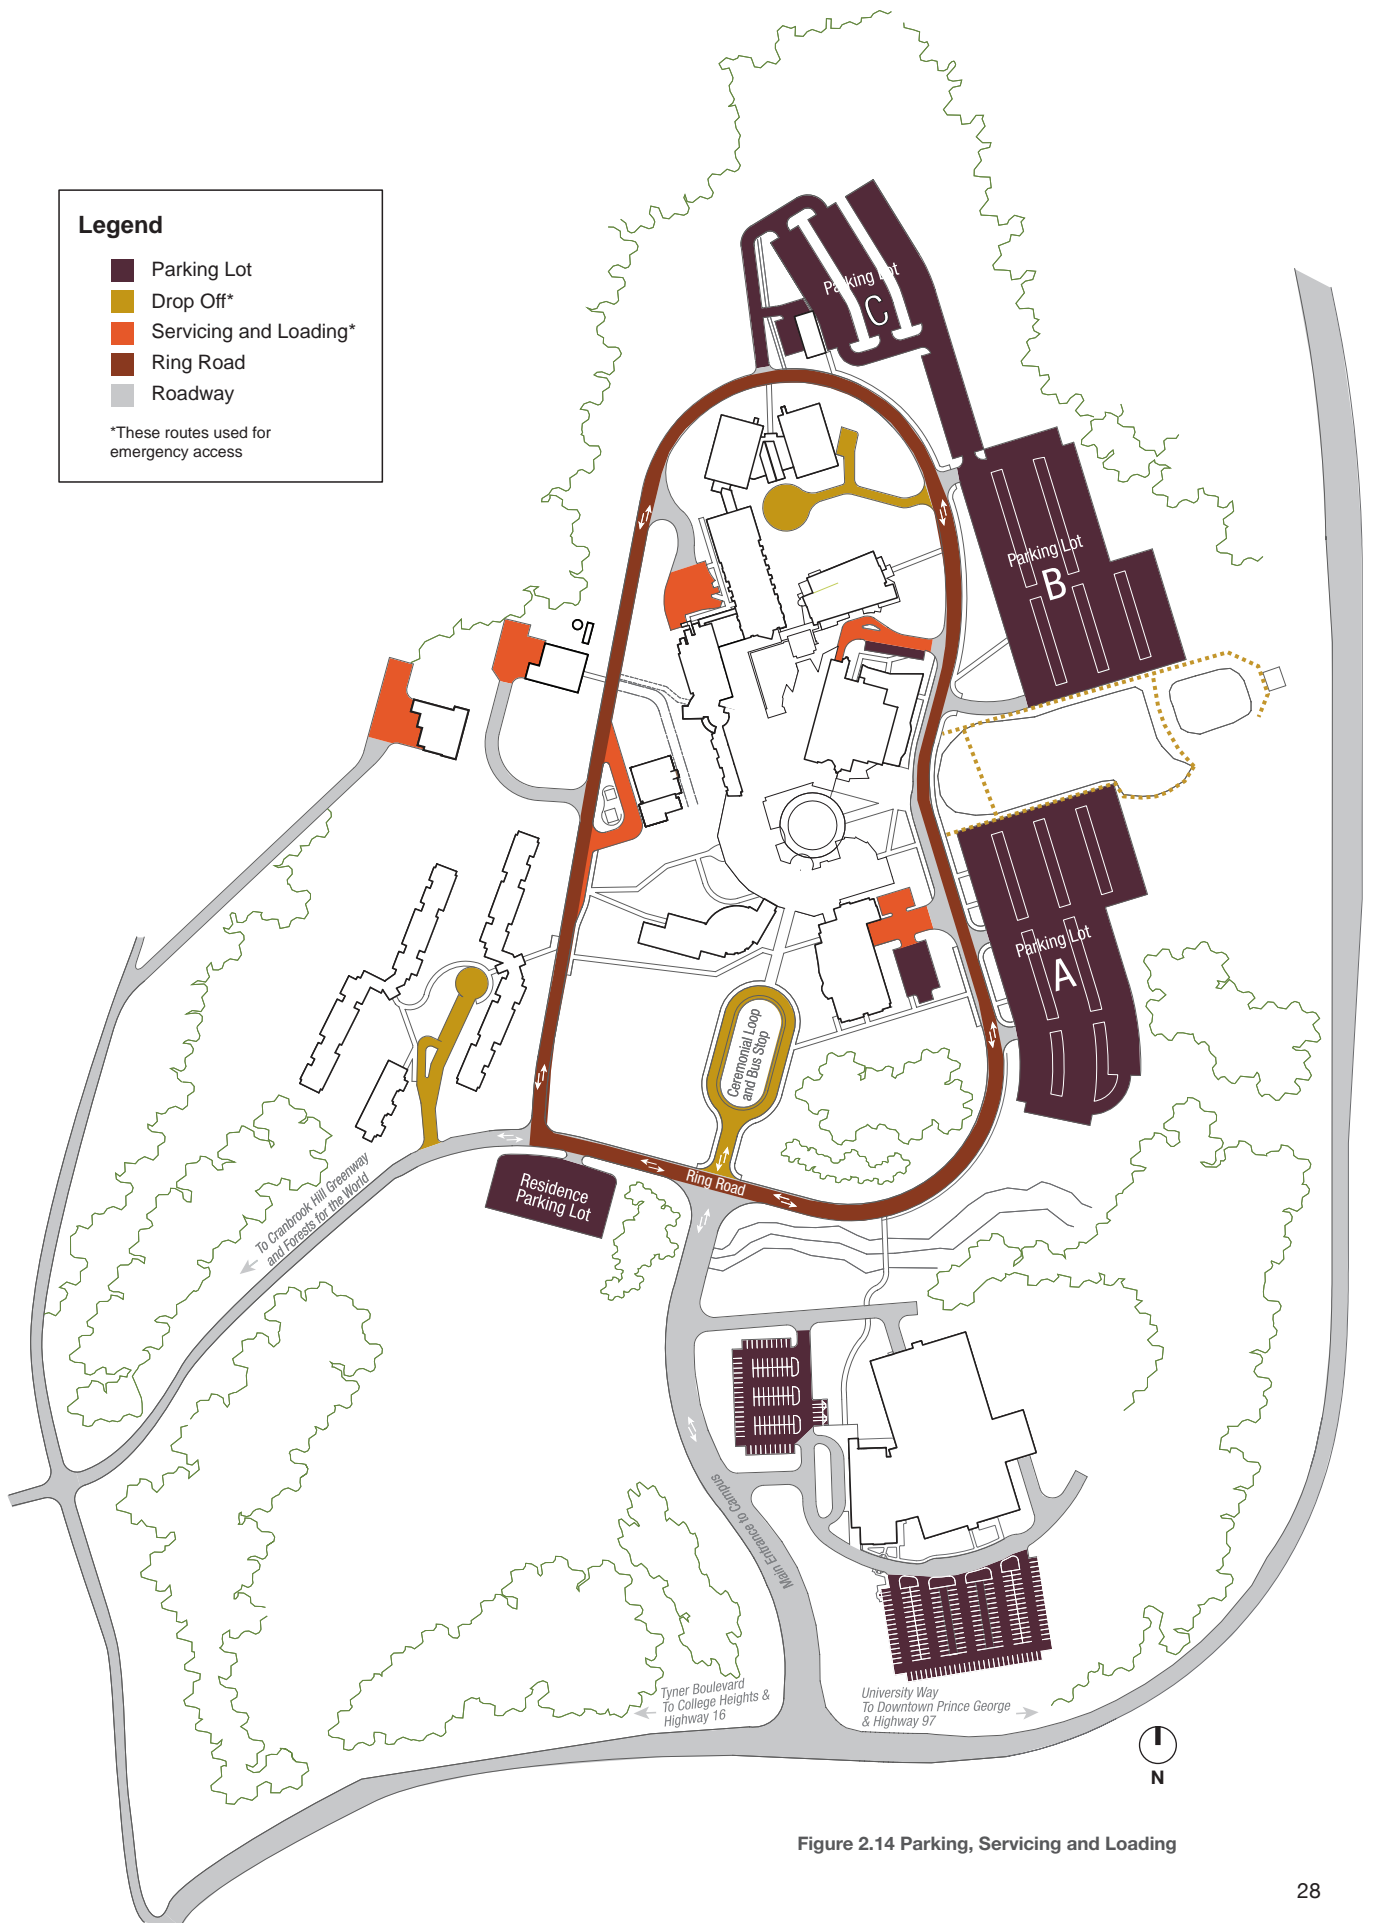 Legend
Parking Lot
Drop Off*
Servicing and Loading*
Ring Road
Roadway
*These routes used for
emergency access
Parking Lot
C
Parking Lot
B
Parking Lot
A
Ceremonial Loop
and Bus Stop
Ring Road
Residence
Parking Lot
To Cranbrook Hill Greenway
and Forests for the World
Main Entrance to Campus
Tyner Boulevard
To College Heights &
Highway 16
University Way
To Downtown Prince George
& Highway 97
N
Figure 2.14 Parking, Servicing and Loading
28